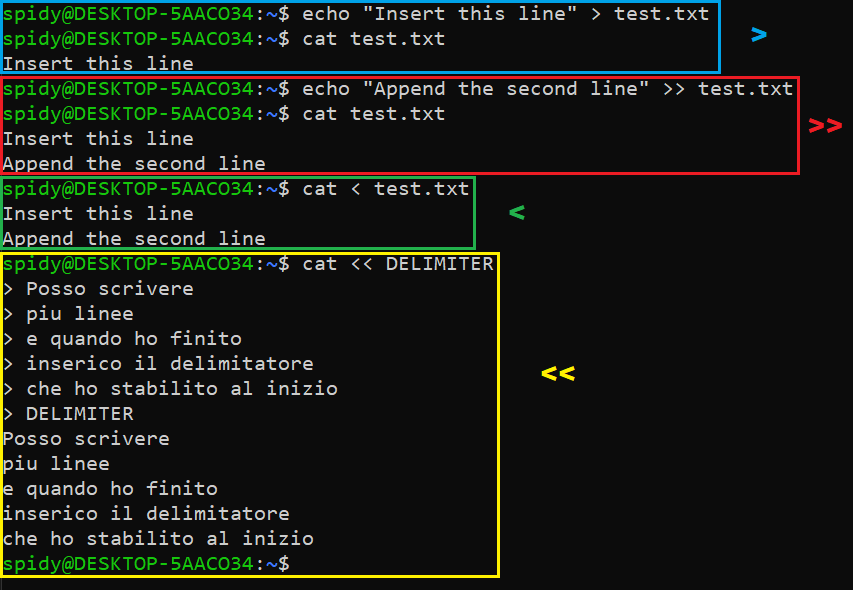 spidy@DESKTOP-5AACO34:~$ echo "Insert this line" > test.txt
spidy@DESKTOP-5AACO34:~$ cat test.txt
>
Insert this line
spidy@DESKTOP-5AACO34:~$ echo "Append the second line" >> test.txt
spidy@DESKTOP-5AACO34:~$ cat test.txt
>>
Insert this line
Append the second line
spidy@DESKTOP-5AACO34:~$ cat < test.txt
Insert this line
<
Append the second line
spidy@DESKTOP-5AACO34:~$ cat << DELIMITER
> Posso scrivere
> piu linee
> e quando ho finito
> inserico il delimitatore
<<
> che ho stabilito al inizio
> DELIMITER
Posso scrivere
piu linee
e quando ho finito
inserico il delimitatore
che ho stabilito al inizio
spidy@DESKTOP-5AACO34:~$